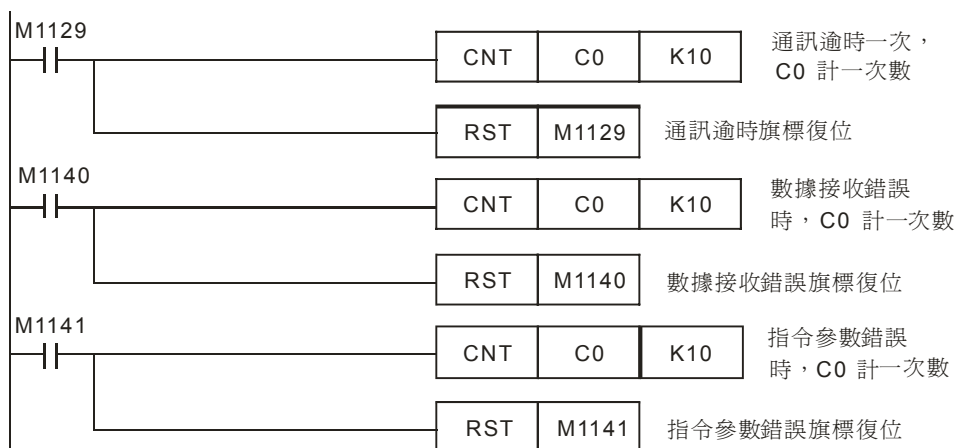 M1129
CNT C0 K10
通訊逾時一次，
C0 計一次數
RST M1129
通訊逾時旗標復位
M1140
CNT C0 K10
數據接收錯誤
時，C0 計一次數
RST M1140
數據接收錯誤旗標復位
M1141
CNT C0 K10
指令參數錯誤
時，C0 計一次數
RST M1141
指令參數錯誤旗標復位